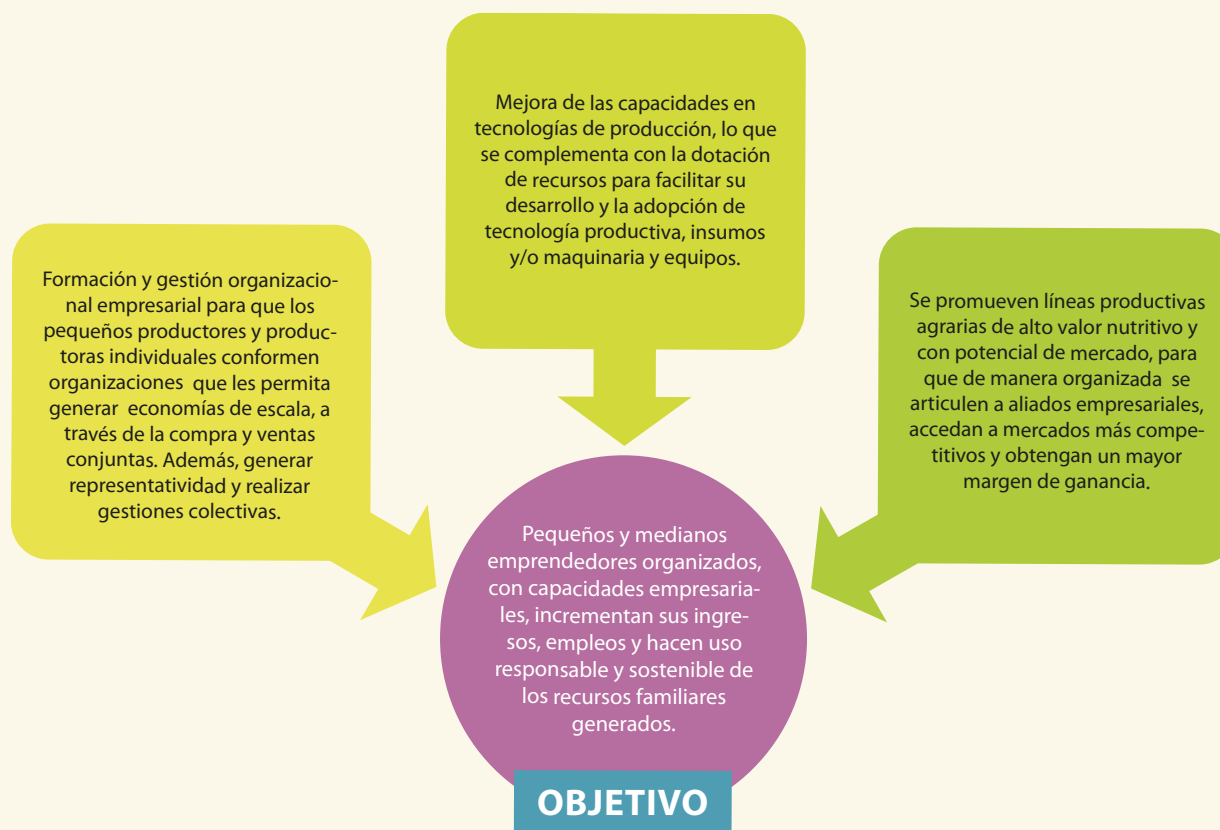 Mejora de las capacidades en
tecnologías de producción, lo que
se complementa con la dotación
de recursos para facilitar su
desarrollo y la adopción de
tecnología productiva, insumos
y/o maquinaria y equipos.
Formación y gestión organizacio-
nal empresarial para que los
pequeños productores y produc-
toras individuales conformen
organizaciones que les permita
generar economías de escala, a
través de la compra y ventas
conjuntas. Además, generar
representatividad y realizar
gestiones colectivas.
Se promueven líneas productivas
agrarias de alto valor nutritivo y
con potencial de mercado, para
que de manera organizada se
articulen a aliados empresariales,
accedan a mercados más compe-
titivos y obtengan un mayor
margen de ganancia.
Pequeños y medianos
emprendedores organizados,
con capacidades empresaria-
les, incrementan sus ingre-
sos, empleos y hacen uso
responsable y sostenible de
los recursos familiares
generados.
OBJETIVO